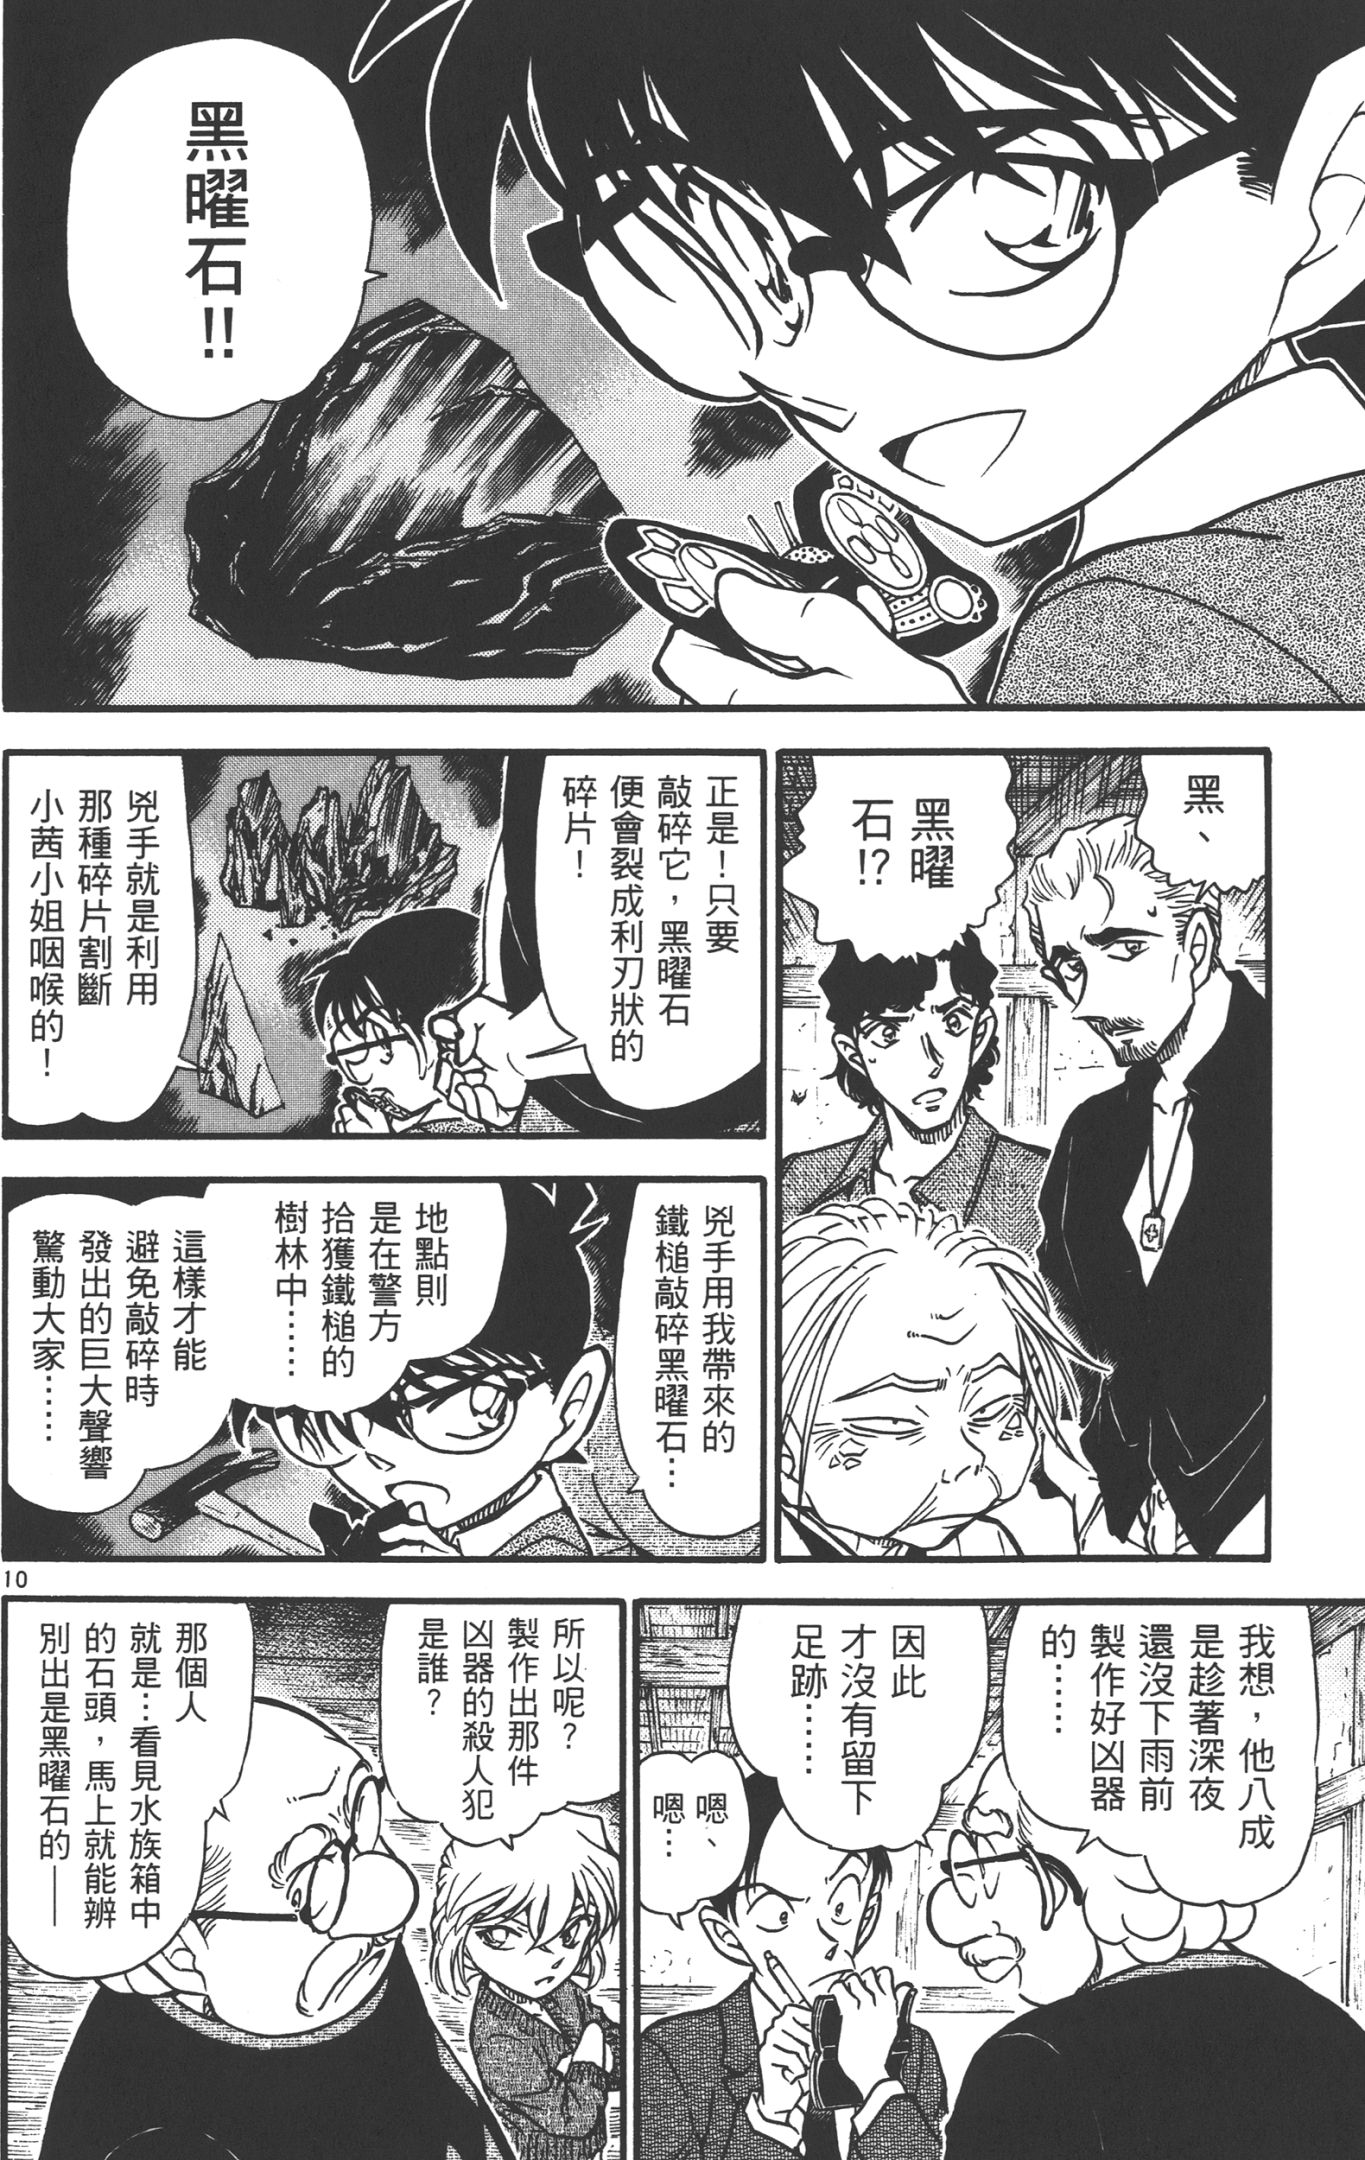 黑曜石!!
黑、
黑曜
石!?
正是！只要
敲碎它，黑曜石
便會裂成利刃狀的
碎片！
兇手就是利用
那種碎片割斷
小茜小姐咽喉的！
兇手用我帶來的
鐵槌敲碎黑曜石…
地點則
是在警方
拾獲鐵槌的
樹林中……
這樣才能
避免敲碎時
發出的巨大聲響
驚動大家……
10
我想，他八成
是趁著深夜
還沒下雨前
製作好凶器
的……
因此
才沒有留下
足跡……
嗯、
嗯…
所以呢？
製作出那件
凶器的殺人犯
是誰？
那個人
就是…看見水族箱中
的石頭，馬上就能辨
別出是黑曜石的——